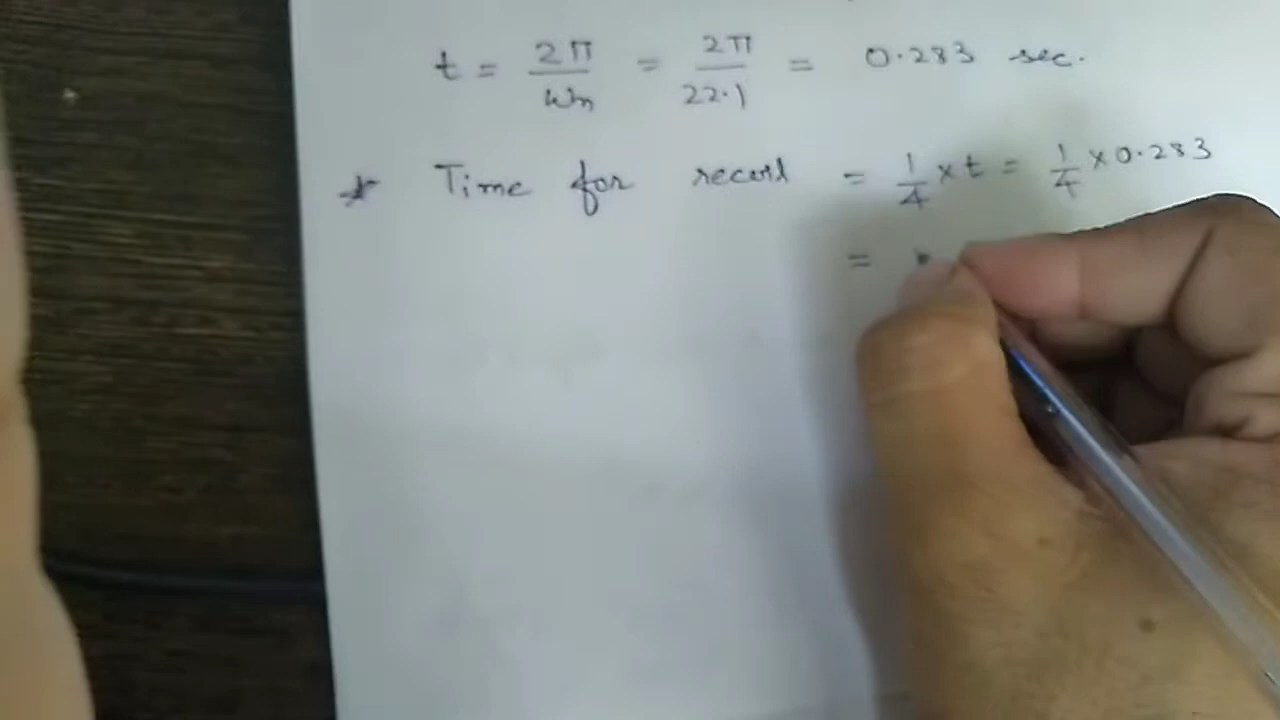 t = 2π/ωn = 2π/22.1 = 0.283 sec.
* Time for recoil = 1/4 × t = 1/4 × 0.283
=